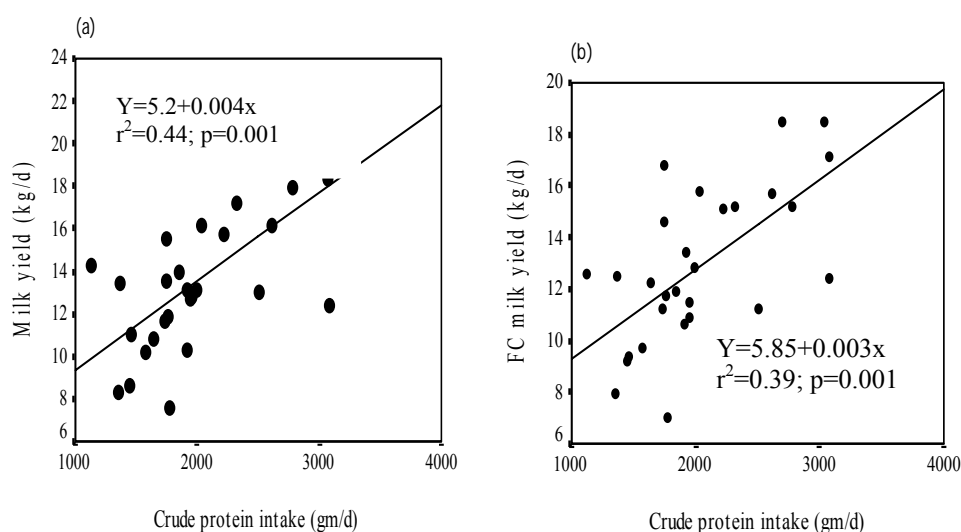 (a)
24
22
20
18
16
14
12
10
8
6
Milk yield (kg/d)
Y=5.2+0.004x
r²=0.44; p=0.001
1000 2000 3000 4000
Crude protein intake (gm/d)
(b)
20
18
16
14
12
10
8
6
FC milk yield (kg/d)
Y=5.85+0.003x
r²=0.39; p=0.001
1000 2000 3000 4000
Crude protein intake (gm/d)